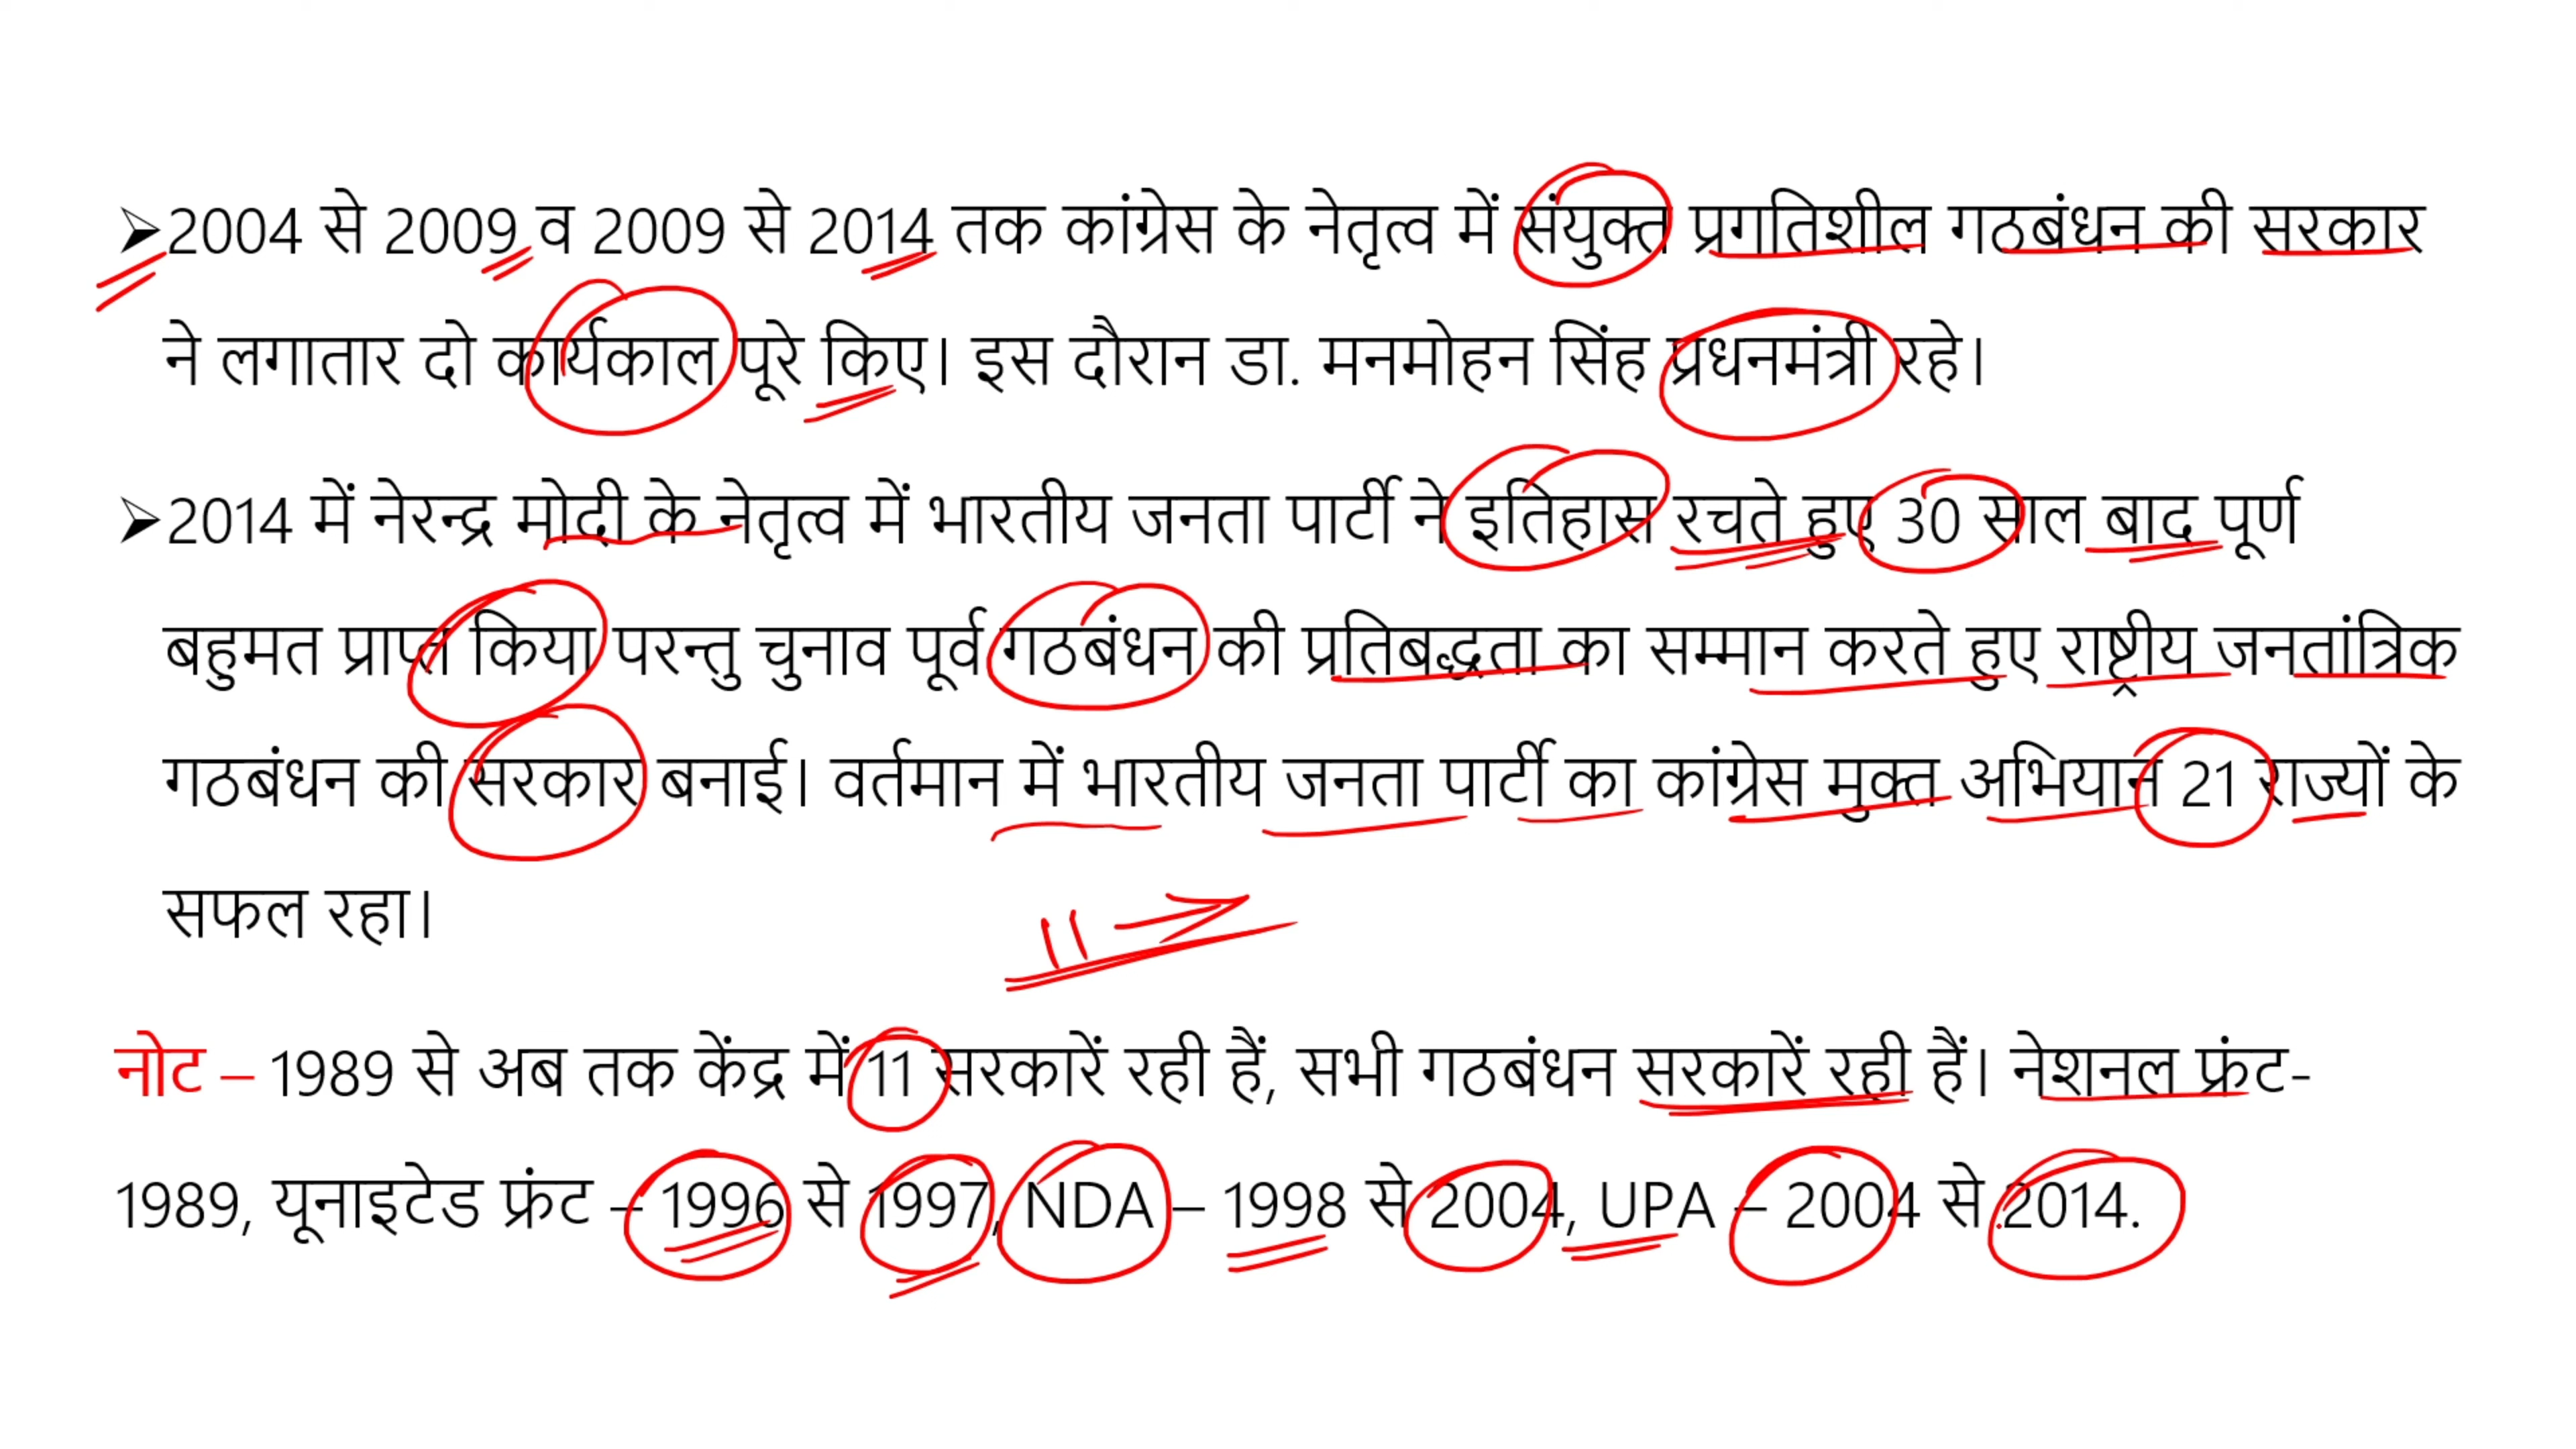 ➢2004 से 2009 व 2009 से 2014 तक कांग्रेस के नेतृत्व में संयुक्त प्रगतिशील गठबंधन की सरकार
ने लगातार दो कार्यकाल पूरे किए। इस दौरान डा. मनमोहन सिंह प्रधनमंत्री रहे।
➢2014 में नेरन्द्र मोदी के नेतृत्व में भारतीय जनता पार्टी ने इतिहास रचते हुए 30 साल बाद पूर्ण
बहुमत प्राप्त किया परन्तु चुनाव पूर्व गठबंधन की प्रतिबद्धता का सम्मान करते हुए राष्ट्रीय जनतांत्रिक
गठबंधन की सरकार बनाई। वर्तमान में भारतीय जनता पार्टी का कांग्रेस मुक्त अभियान 21 राज्यों के
सफल रहा।
11 →
नोट – 1989 से अब तक केंद्र में 11 सरकारें रही हैं, सभी गठबंधन सरकारें रही हैं। नेशनल फ्रंट-
1989, यूनाइटेड फ्रंट – 1996 से 1997, NDA – 1998 से 2004, UPA – 2004 से 2014.